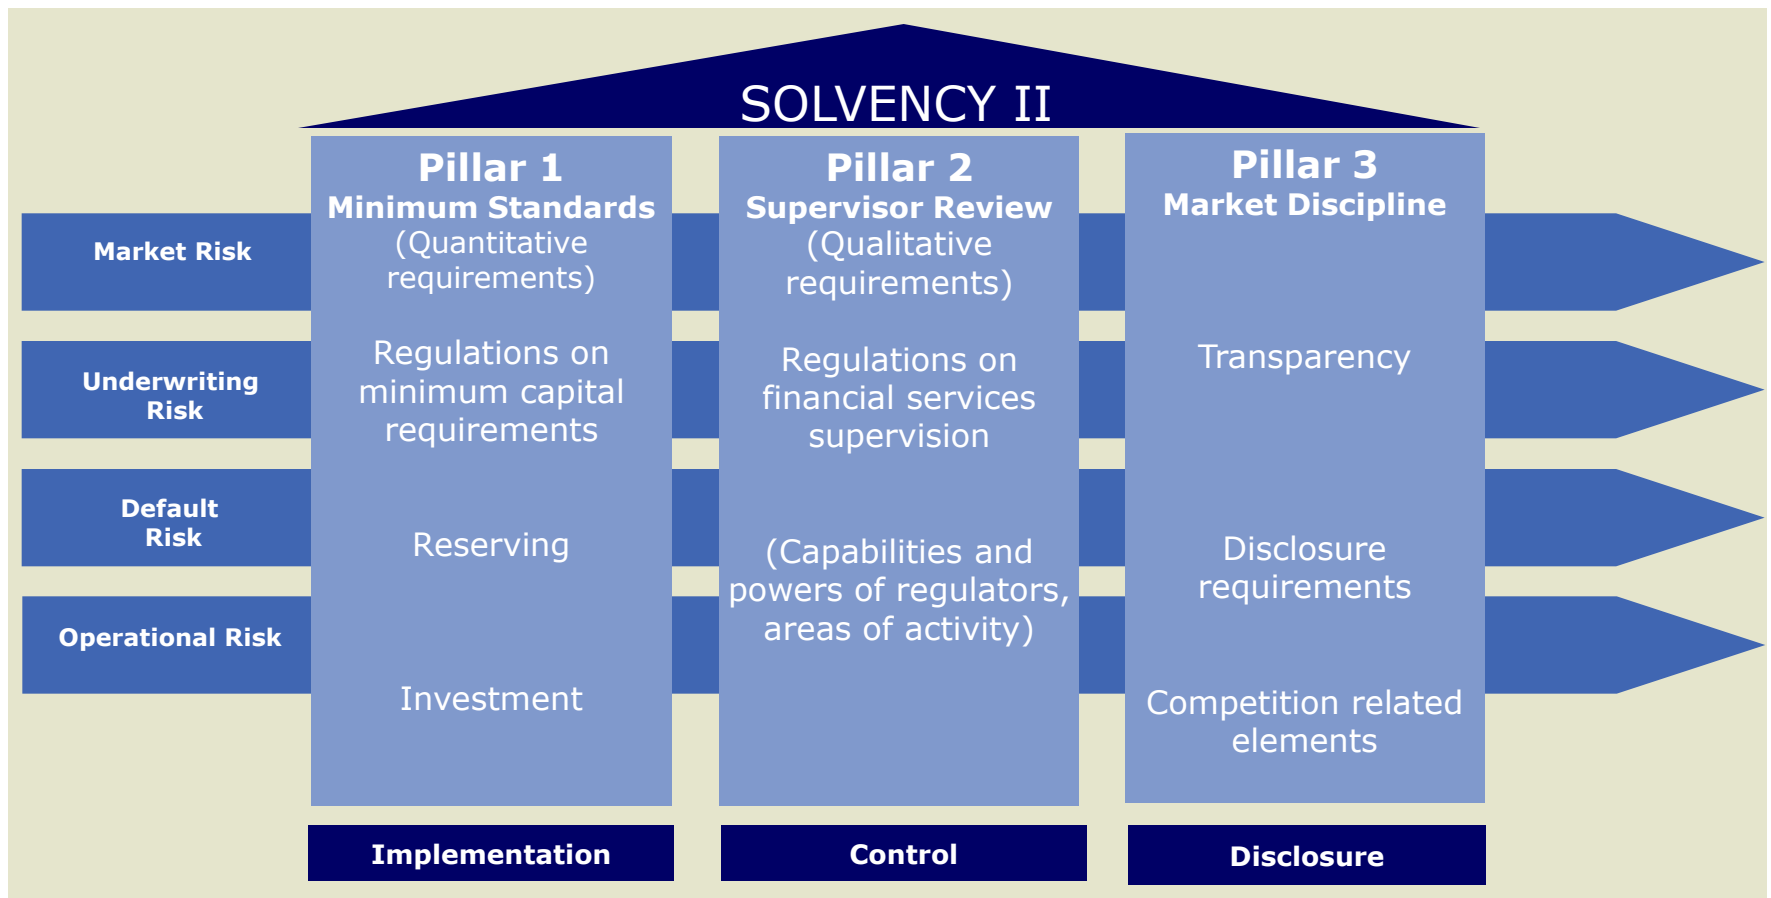 SOLVENCY II
Pillar 1
Minimum Standards
(Quantitative
requirements)
Regulations on
minimum capital
requirements
Reserving
Investment
Pillar 2
Supervisor Review
(Qualitative
requirements)
Regulations on
financial services
supervision
(Capabilities and
powers of regulators,
areas of activity)
Pillar 3
Market Discipline
Transparency
Disclosure
requirements
Competition related
elements
Market Risk
Underwriting
Risk
Default
Risk
Operational Risk
Implementation
Control
Disclosure